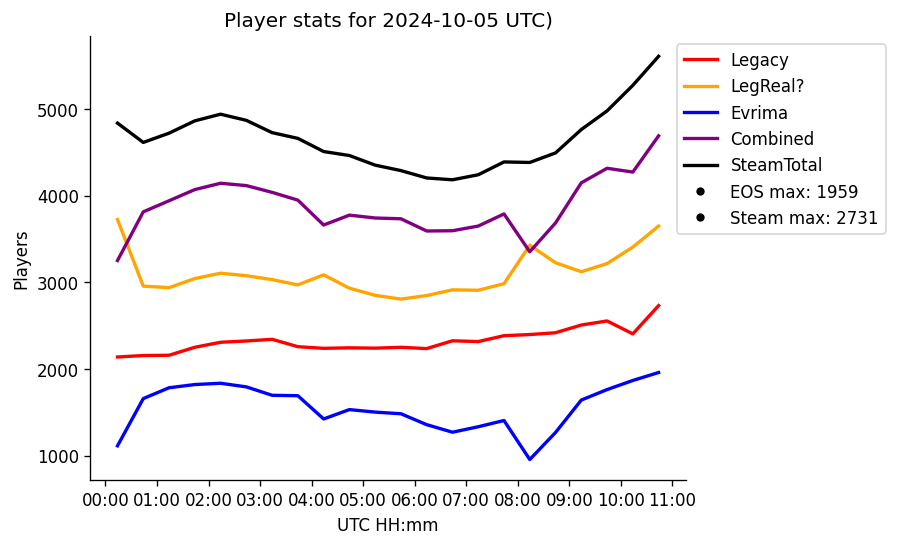 Player stats for 2024-10-05 UTC)
Legacy
LegReal?
Evrima
Combined
SteamTotal
EOS max: 1959
Steam max: 2731
Players
5000
4000
3000
2000
1000
00:00 01:00 02:00 03:00 04:00 05:00 06:00 07:00 08:00 09:00 10:00 11:00
UTC HH:mm